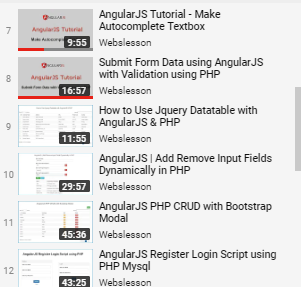 7
ANGULARJS
AngularJS Tutorial
Make Autocomplete
9:55
AngularJS Tutorial - Make
Autocomplete Textbox
Webslesson
8
AngularJS Tutorial
16:57
Submit Form Data using AngularJS
with Validation using PHP
Webslesson
9
11:55
How to Use Jquery Datatable with
AngularJS & PHP
Webslesson
10
29:57
AngularJS | Add Remove Input Fields
Dynamically in PHP
Webslesson
11
45:36
AngularJS PHP CRUD with Bootstrap
Modal
Webslesson
12
AngularJS Register Login Script using PHP
43:25
AngularJS Register Login Script using
PHP Mysql
Webslesson